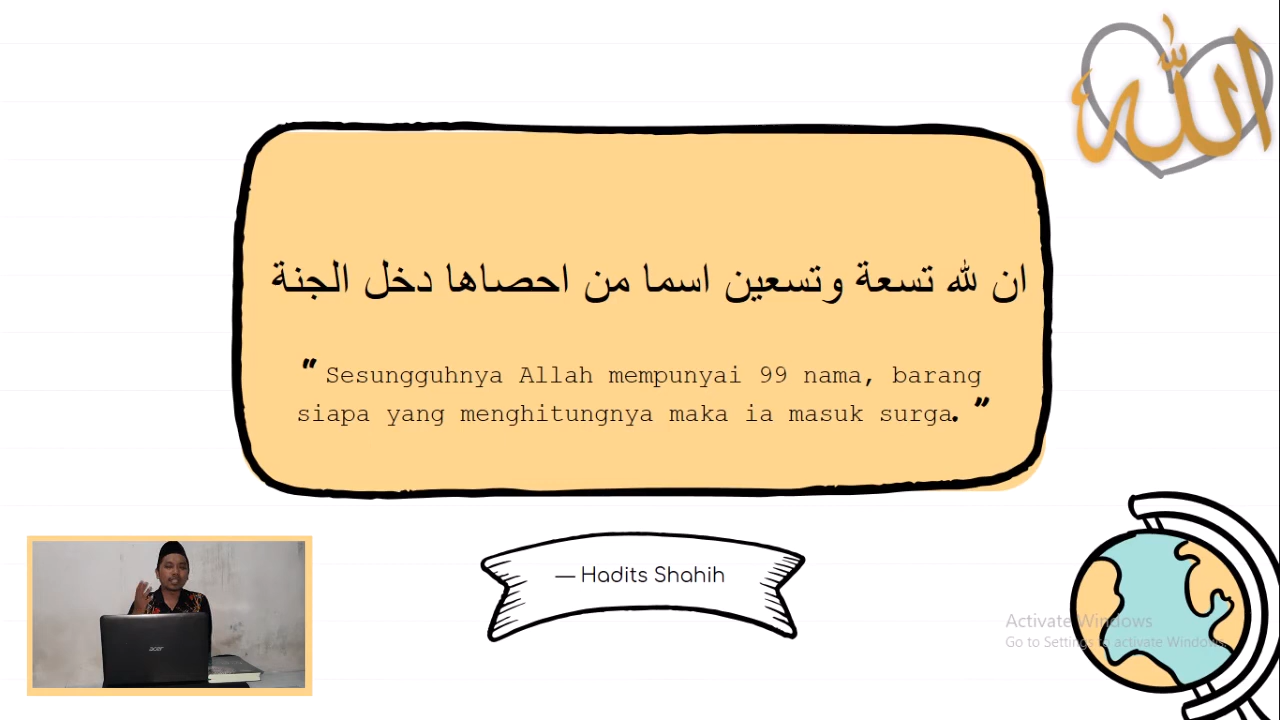 الله
ان لله تسعة وتسعين اسما من احصاها دخل الجنة
" Sesungguhnya Allah mempunyai 99 nama, barang
siapa yang menghitungnya maka ia masuk surga. "
— Hadits Shahih
acer
Activate Windows
Go to Settings to activate Windows.